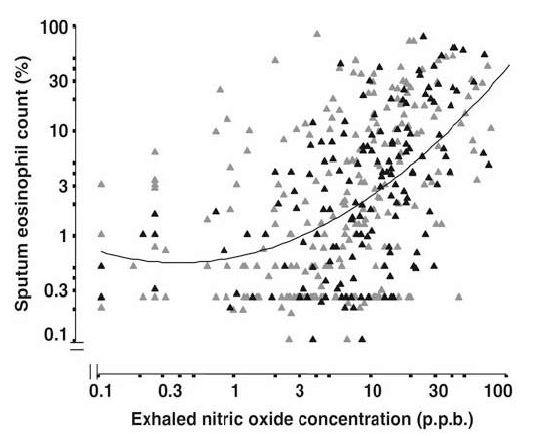 Sputum eosinophil count (%)
100
30
10
3
1
0.3
0.1
0.1 0.3 1 3 10 30 100
Exhaled nitric oxide concentration (p.p.b.)